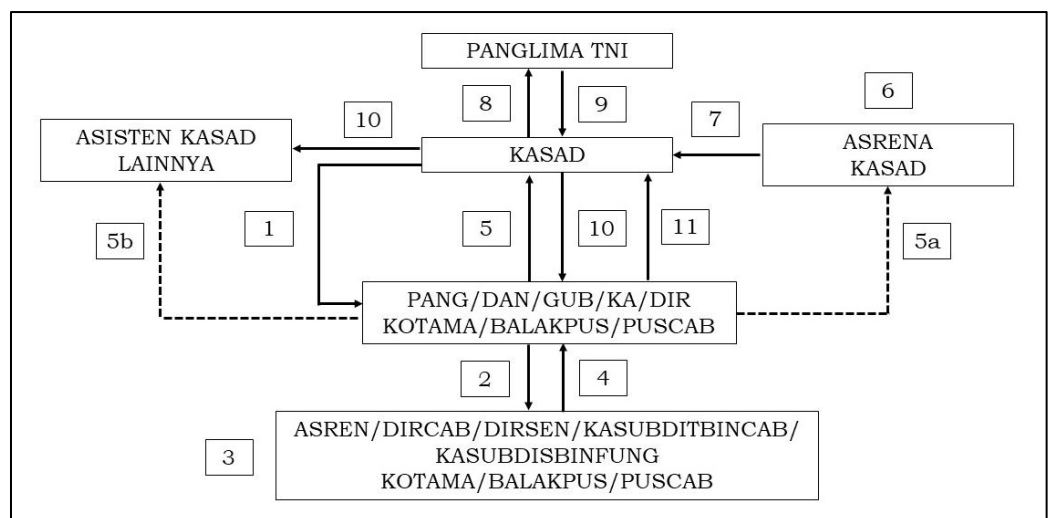 PANGLIMA TNI
8
9
6
10
7
ASISTEN KASAD
LAINNYA
KASAD
ASRENA
KASAD
1
5
10
11
5b
5a
PANG/DAN/GUB/KA/DIR
KOTAMA/BALAKPUS/PUSCAB
2
4
ASREN/DIRCAB/DIRSEN/KASUBDITBINCAB/
KASUBDISBINFUNG
KOTAMA/BALAKPUS/PUSCAB
3